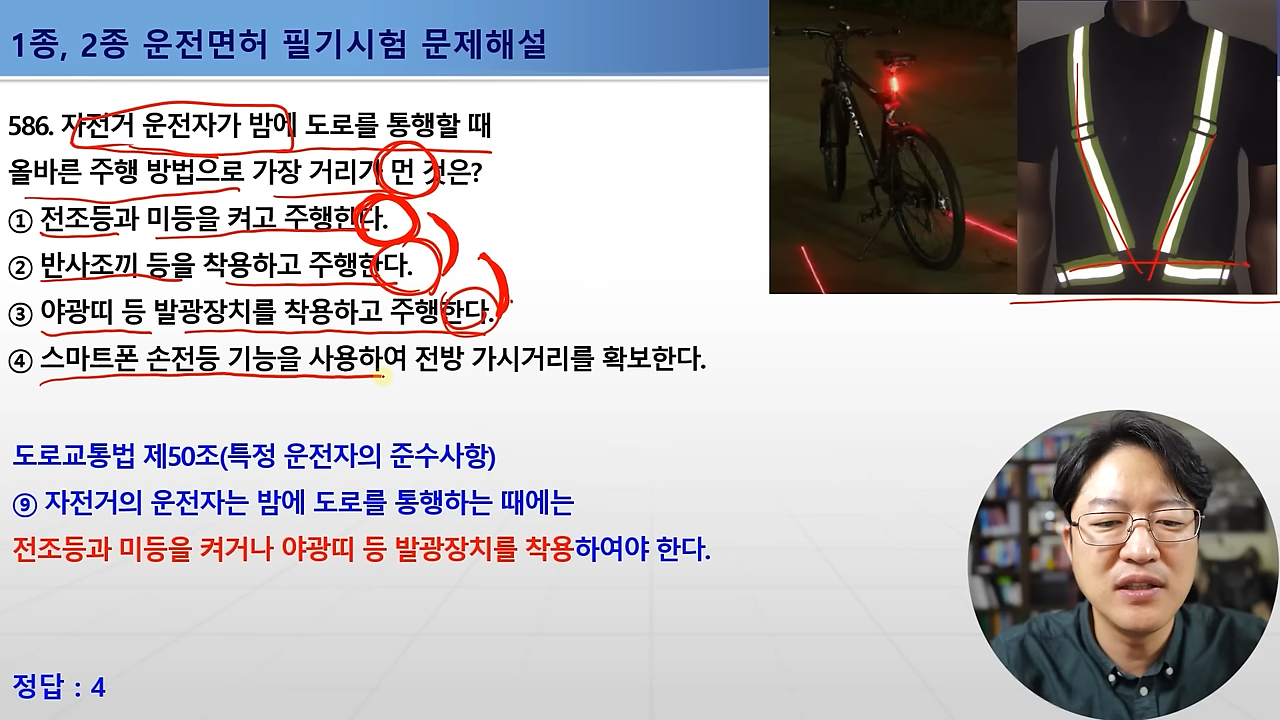 1종, 2종 운전면허 필기시험 문제해설
586. 자전거 운전자가 밤에 도로를 통행할 때
올바른 주행 방법으로 가장 거리가 먼 것은?
① 전조등과 미등을 켜고 주행한다.
② 반사조끼 등을 착용하고 주행한다.
③ 야광띠 등 발광장치를 착용하고 주행한다.
④ 스마트폰 손전등 기능을 사용하여 전방 가시거리를 확보한다.
도로교통법 제50조(특정 운전자의 준수사항)
⑨ 자전거의 운전자는 밤에 도로를 통행하는 때에는
전조등과 미등을 켜거나 야광띠 등 발광장치를 착용하여야 한다.
정답 : 4
GIANT